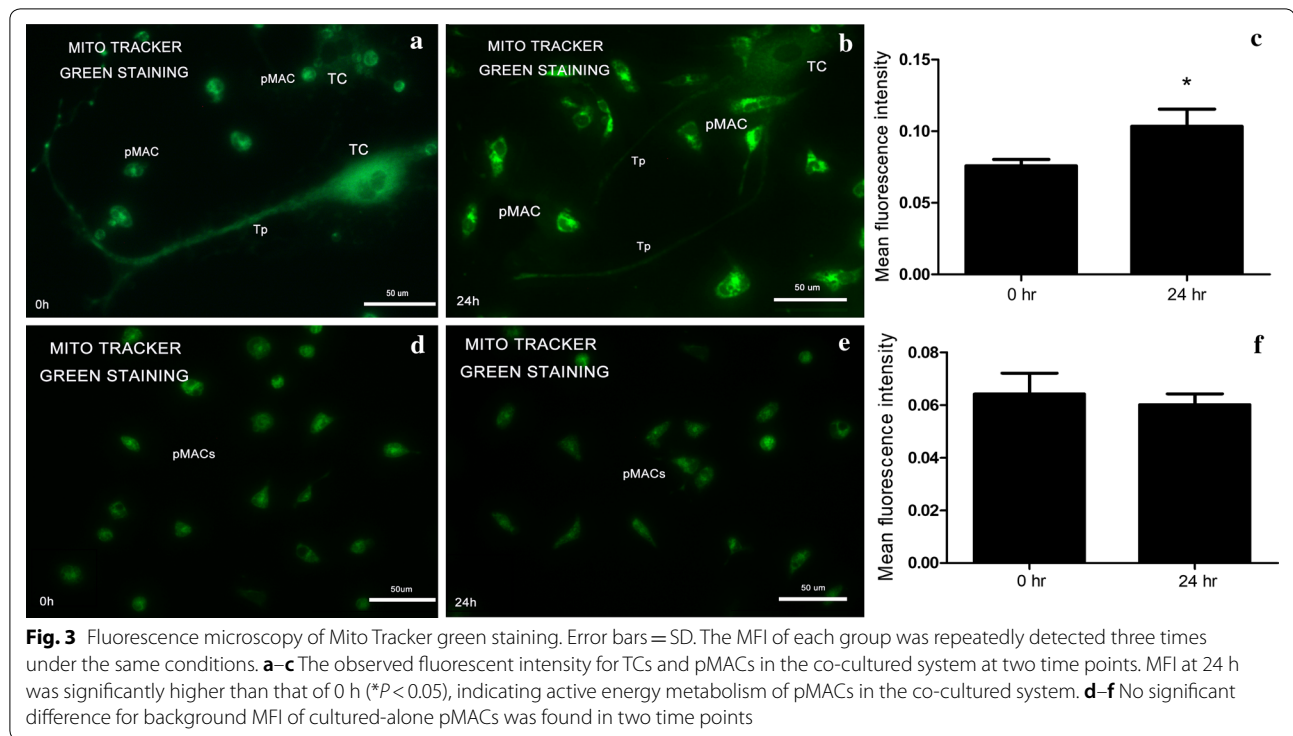 MITO TRACKER
GREEN STAINING
a
pMAC
TC
pMAC
TC
Tp
0h
50 um
MITO TRACKER
GREEN STAINING
b
TC
pMAC
Tp
pMAC
Tp
24h
50 um
c
Mean fluorescence intensity
0.15
0.10
0.05
0.00
*
0 hr
24 hr
MITO TRACKER
GREEN STAINING
d
pMACs
0h
50um
MITO TRACKER
GREEN STAINING
e
pMACs
24h
50 um
f
Mean fluorescence intensity
0.08
0.06
0.04
0.02
0.00
0 hr
24 hr
Fig. 3 Fluorescence microscopy of Mito Tracker green staining. Error bars = SD. The MFI of each group was repeatedly detected three times
under the same conditions. a–c The observed fluorescent intensity for TCs and pMACs in the co-cultured system at two time points. MFI at 24 h
was significantly higher than that of 0 h (*P < 0.05), indicating active energy metabolism of pMACs in the co-cultured system. d–f No significant
difference for background MFI of cultured-alone pMACs was found in two time points